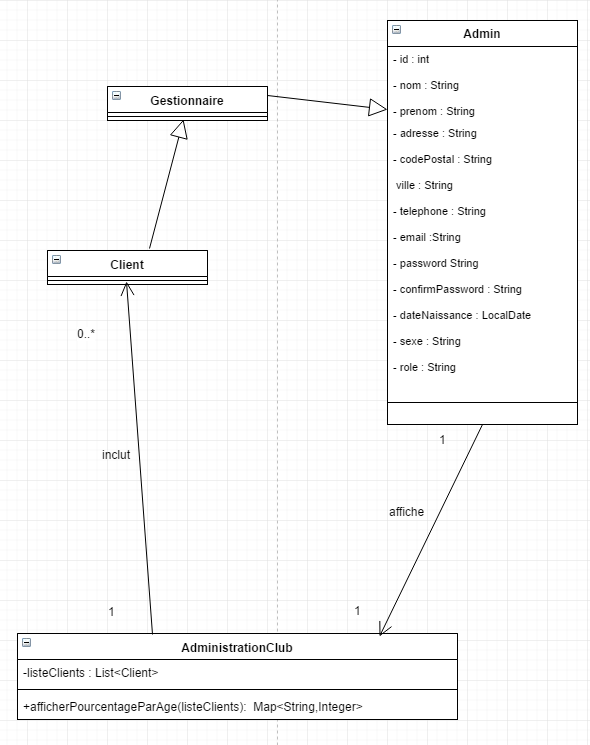 Admin
- id : int
- nom : String
- prenom : String
- adresse : String
- codePostal : String
ville : String
- telephone : String
- email :String
- password String
- confirmPassword : String
- dateNaissance : LocalDate
- sexe : String
- role : String
Gestionnaire
Client
0..*
inclut
1
1
affiche
1
AdministrationClub
-listeClients : List<Client>
+afficherPourcentageParAge(listeClients): Map<String,Integer>